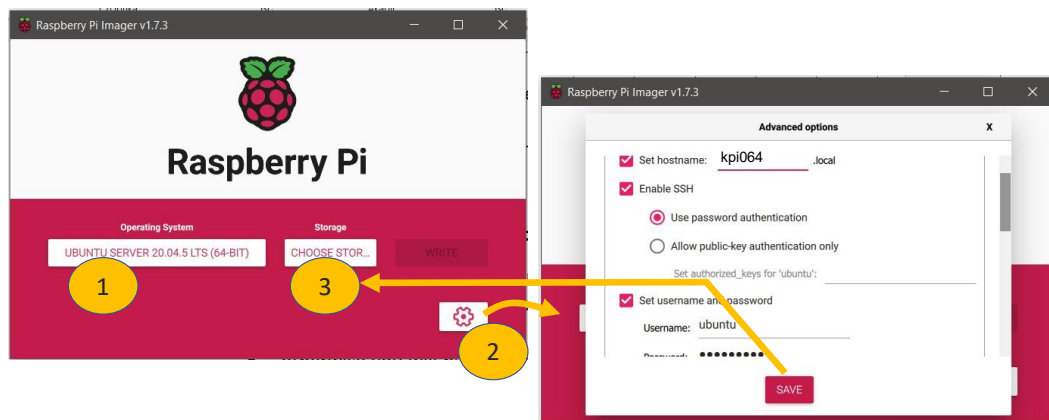 Raspberry Pi Imager v1.7.3
Raspberry Pi
Operating System
Storage
UBUNTU SERVER 20.04.5 LTS (64-BIT)
CHOOSE STOR...
WRITE
1
3
2
Raspberry Pi Imager v1.7.3
Advanced options
X
Set hostname: kpi064 .local
Enable SSH
Use password authentication
Allow public-key authentication only
Set authorized_keys for 'ubuntu':
Set username and password
Username: ubuntu
Password: •••••••••
SAVE